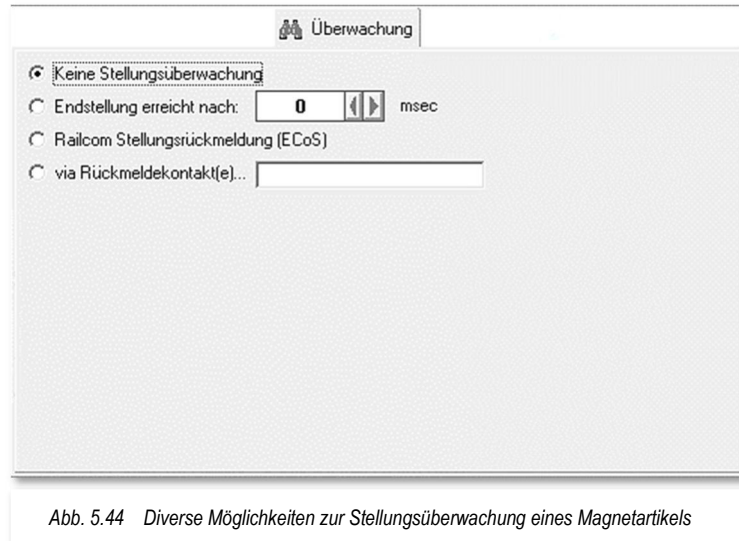 Überwachung
Keine Stellungsüberwachung
Endstellung erreicht nach: 0 msec
Railcom Stellungsrückmeldung (ECoS)
via Rückmeldekontakt(e)...
Abb. 5.44 Diverse Möglichkeiten zur Stellungsüberwachung eines Magnetartikels